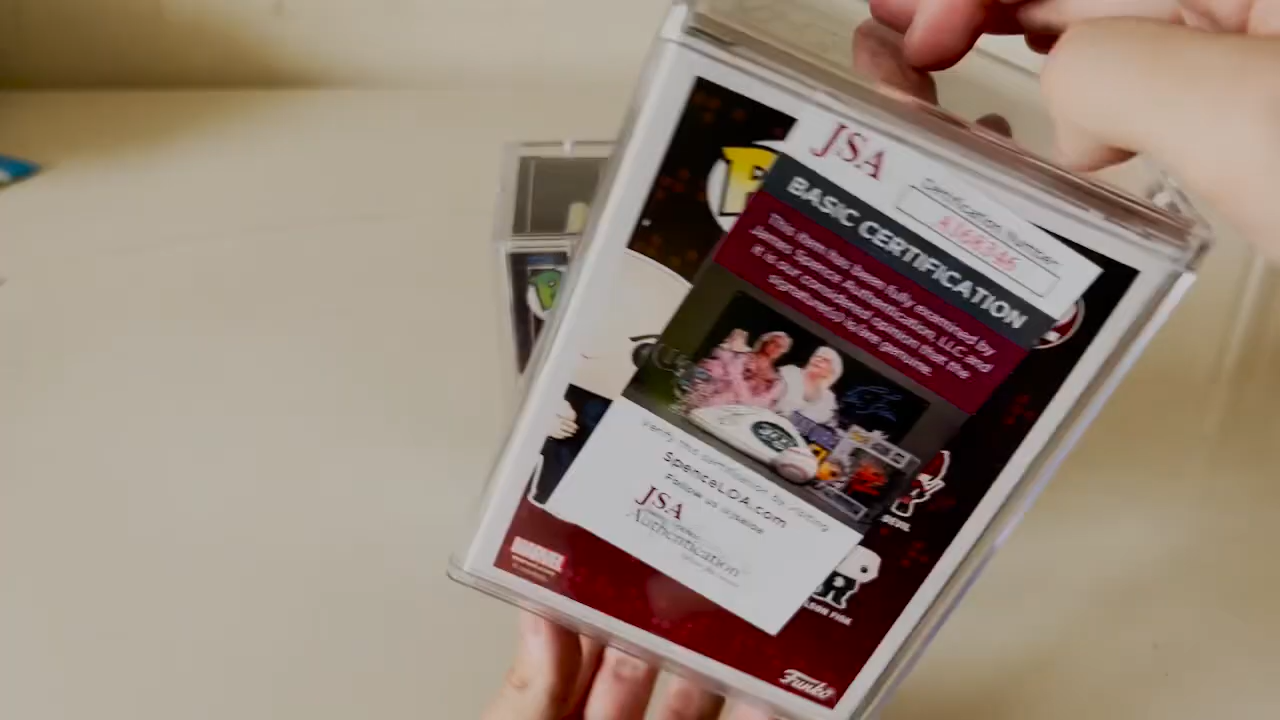 JSA
Certification Number
BASIC CERTIFICATION
This item has been fully examined by
James Spence Authentication, LLC and
it is our considered opinion that the
signature(s) is/are genuine.
JETS
Verify this certification by visiting
SpenceLOA.com
Follow us
JSA
Authentication
DEVIL
MARVEL
Funko